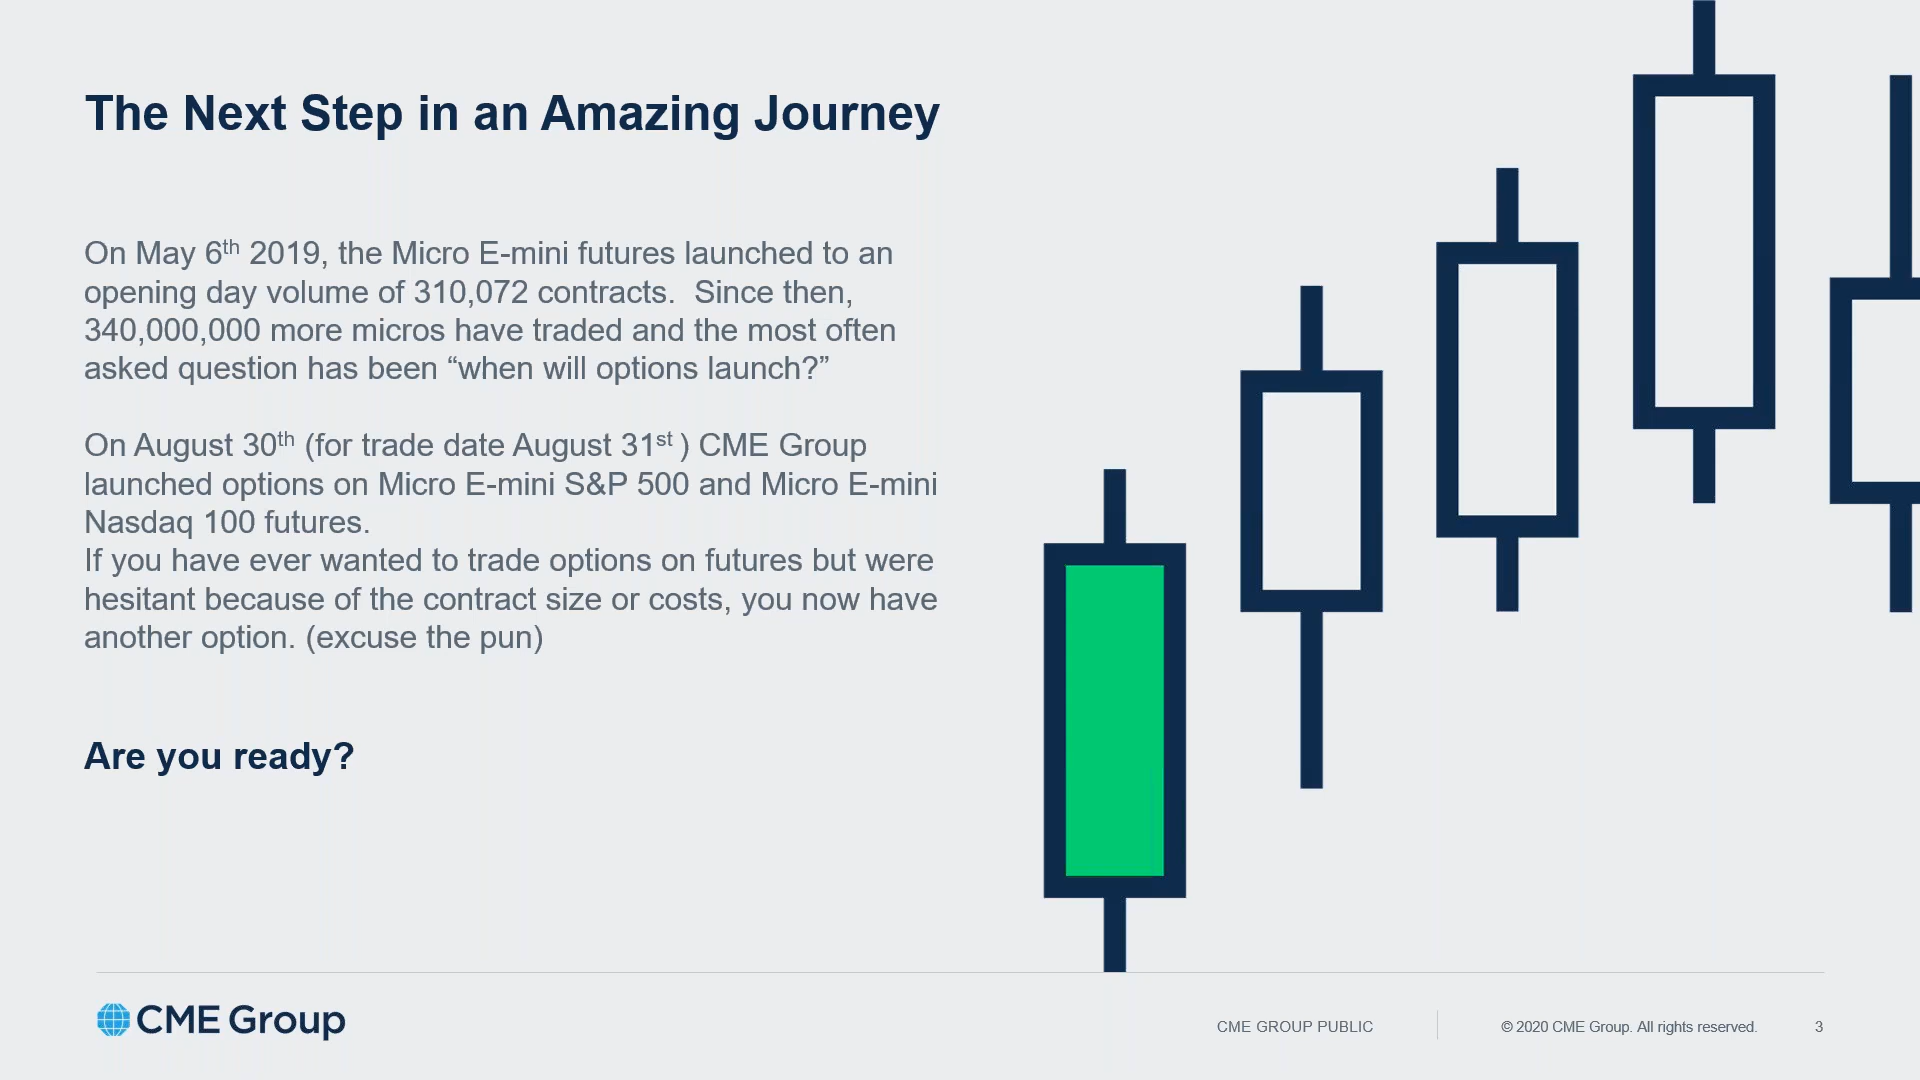 The Next Step in an Amazing Journey
On May 6th 2019, the Micro E-mini futures launched to an
opening day volume of 310,072 contracts.  Since then,
340,000,000 more micros have traded and the most often
asked question has been “when will options launch?”
On August 30th (for trade date August 31st ) CME Group
launched options on Micro E-mini S&P 500 and Micro E-mini
Nasdaq 100 futures.
If you have ever wanted to trade options on futures but were
hesitant because of the contract size or costs, you now have
another option. (excuse the pun)
Are you ready?
CME Group
CME GROUP PUBLIC
© 2020 CME Group. All rights reserved.
3